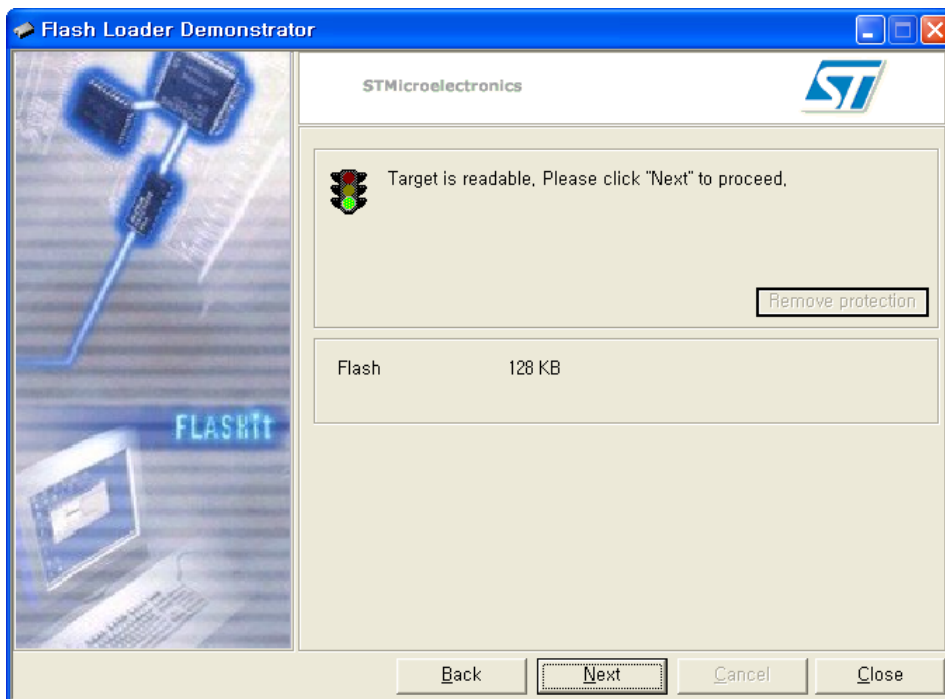 Flash Loader Demonstrator
STMicroelectronics
ST
Target is readable, Please click "Next" to proceed,
Remove protection
Flash 128 KB
FLASHit
Back Next Cancel Close